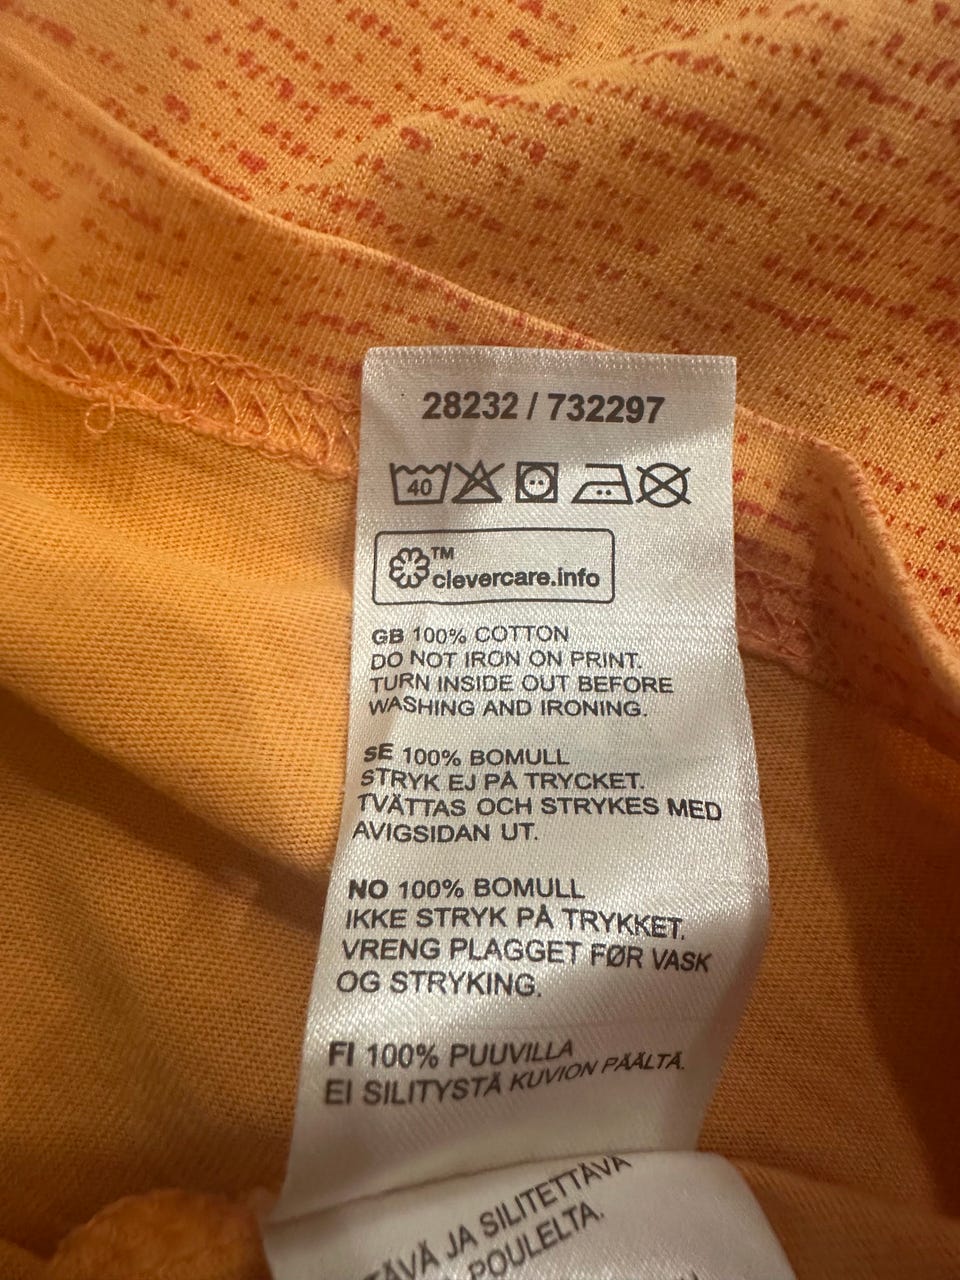 28232 / 732297
40
TM
clevercare.info
GB 100% COTTON
DO NOT IRON ON PRINT.
TURN INSIDE OUT BEFORE
WASHING AND IRONING.
SE 100% BOMULL
STRYK EJ PÅ TRYCKET.
TVÄTTAS OCH STRYKES MED
AVIGSIDAN UT.
NO 100% BOMULL
IKKE STRYK PÅ TRYKKET.
VRENG PLAGGET FØR VASK
OG STRYKING.
FI 100% PUUVILLA
EI SILITYSTÄ KUVION PÄÄLTÄ.
JA SILITETTÄVÄ